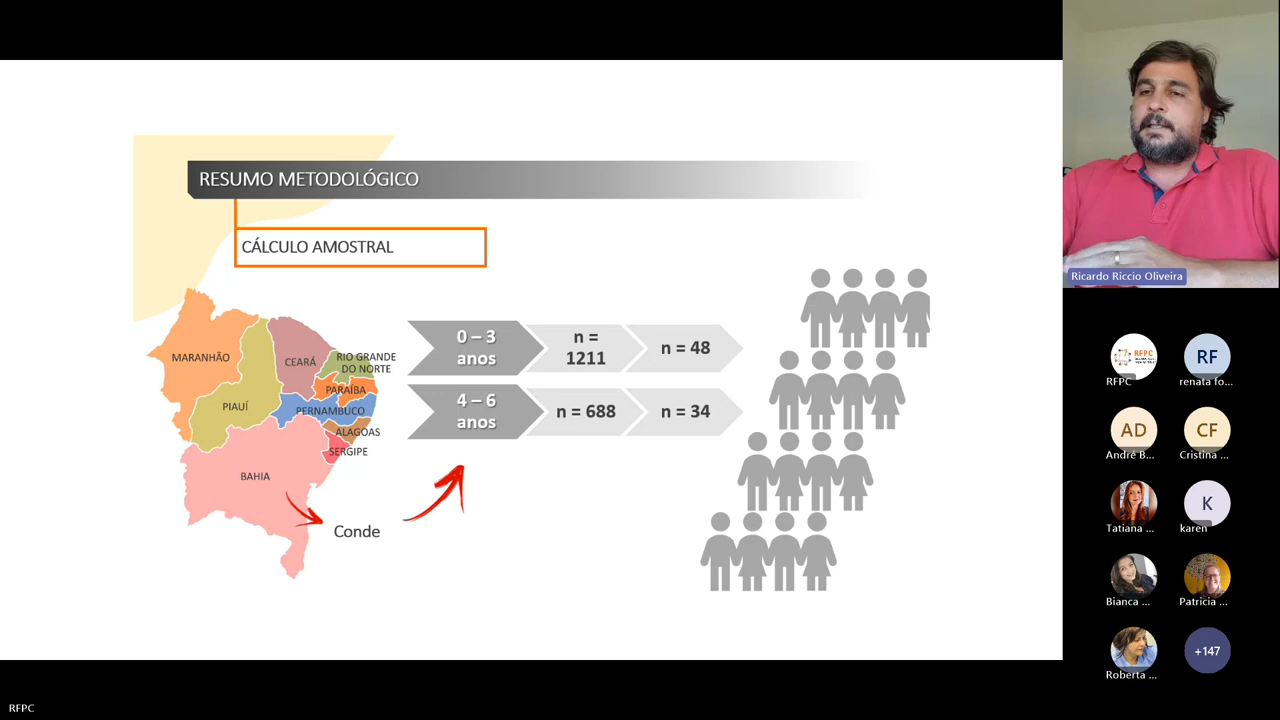 RESUMO METODOLÓGICO
CÁLCULO AMOSTRAL
MARANHÃO
CEARÁ
RIO GRANDE
DO NORTE
PARAÍBA
PIAUÍ
PERNAMBUCO
ALAGOAS
SERGIPE
BAHIA
Conde
0 – 3
anos
n =
1211
n = 48
4 – 6
anos
n = 688
n = 34
Ricardo Riccio Oliveira
RFPC
RFPC
RF
renata fo...
AD
André B...
CF
Cristina ...
Tatiana ...
K
karen
Bianca ...
Patricia ...
Roberta ...
+147
RFPC